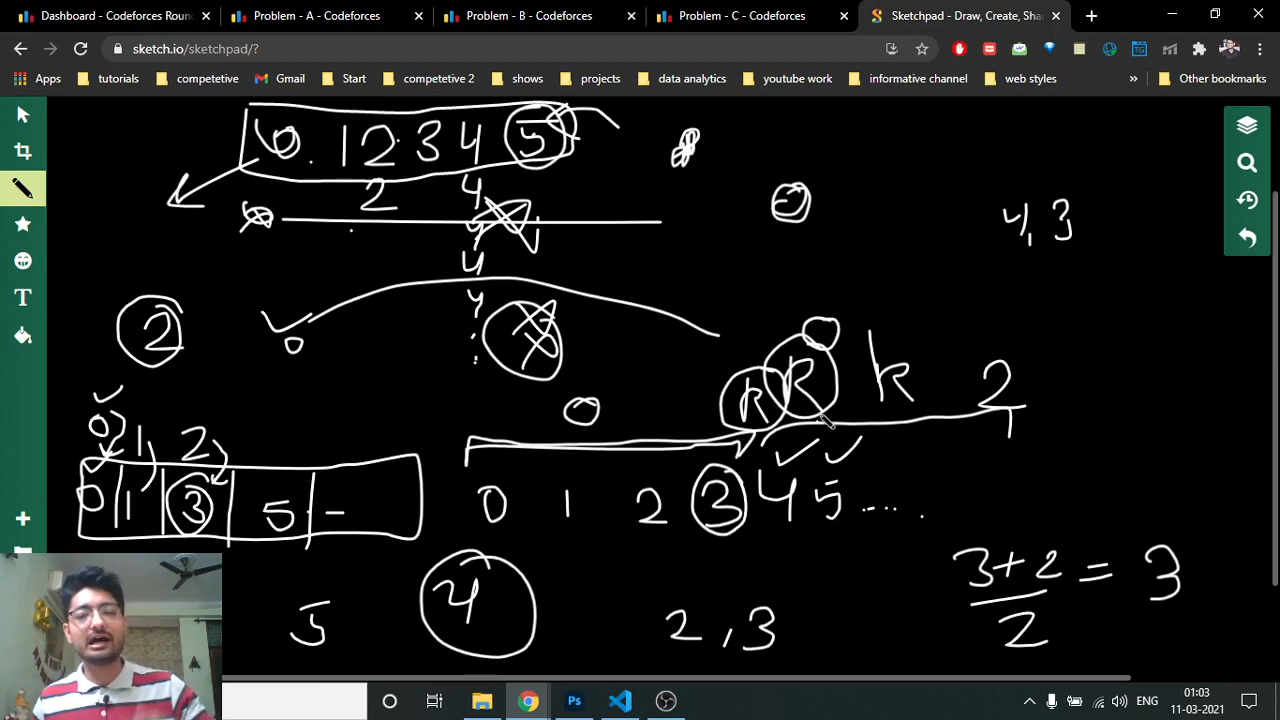 Dashboard - Codeforces Roun
Problem - A - Codeforces
Problem - B - Codeforces
Problem - C - Codeforces
Sketchpad - Draw, Create, Sha
sketch.io/sketchpad/?
Apps
tutorials
competetive
Gmail
Start
competetive 2
shows
projects
data analytics
youtube work
informative channel
web styles
Other bookmarks
0 1 2 3 4 5
2 4
4, 3
4
4
2
0
k k k 2
0
0 1 2
0 1 3 5 -
0 1 2 3 4 5 ....
3+2 = 3
2
5 4 2, 3
ENG
01:03
11-03-2021